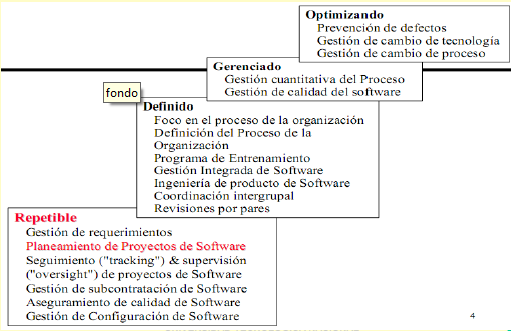 Optimizando
Prevención de defectos
Gestión de cambio de tecnología
Gestión de cambio de proceso
Gerenciado
Gestión cuantitativa del Proceso
Gestión de calidad del software
fondo
Definido
Foco en el proceso de la organización
Definición del Proceso de la
Organización
Programa de Entrenamiento
Gestión Integrada de Software
Ingeniería de producto de Software
Coordinación intergrupal
Revisiones por pares
Repetible
Gestión de requerimientos
Planeamiento de Proyectos de Software
Seguimiento ("tracking") & supervisión
("oversight") de proyectos de Software
Gestión de subcontratación de Software
Aseguramiento de calidad de Software
Gestión de Configuración de Software
4